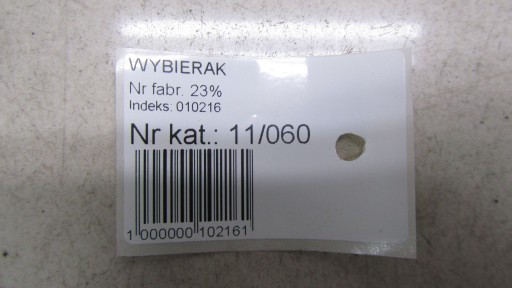 WYBIERAK
Nr fabr. 23%
Indeks: 010216
Nr kat.: 11/060
1 000000 102161